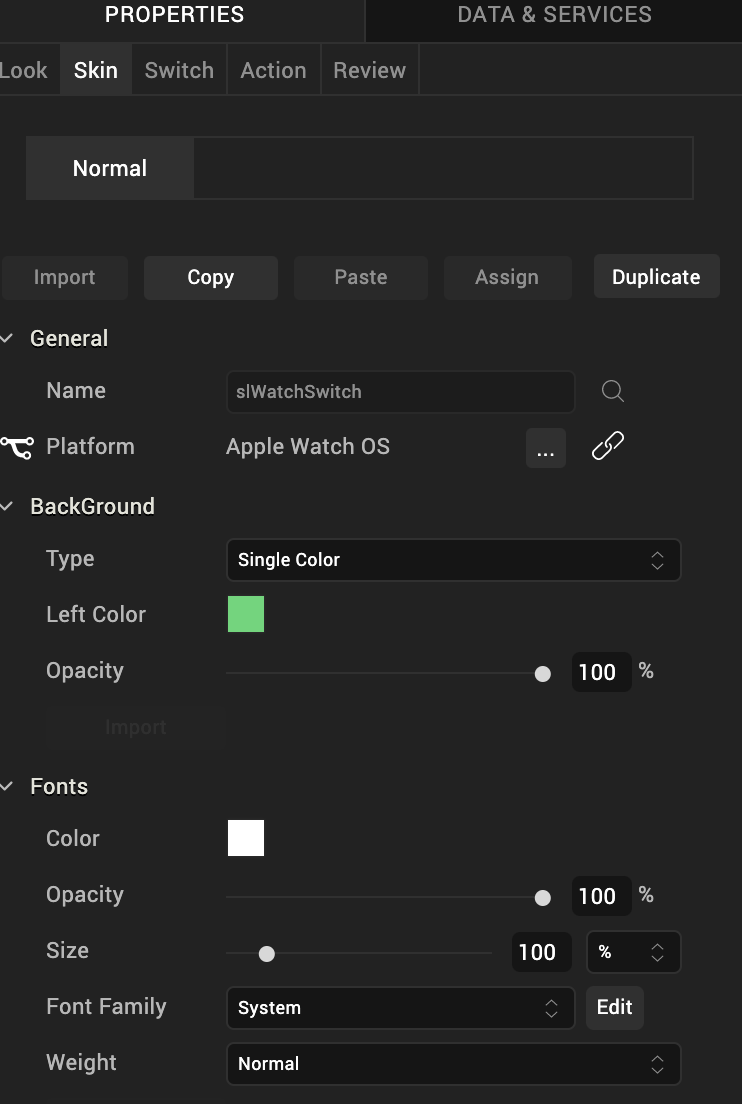 PROPERTIES DATA & SERVICES
Look Skin Switch Action Review
Normal
Import Copy Paste Assign Duplicate
General
Name slWatchSwitch
Platform Apple Watch OS ...
BackGround
Type Single Color
Left Color
Opacity 100 %
Import
Fonts
Color
Opacity 100 %
Size 100 %
Font Family System Edit
Weight Normal